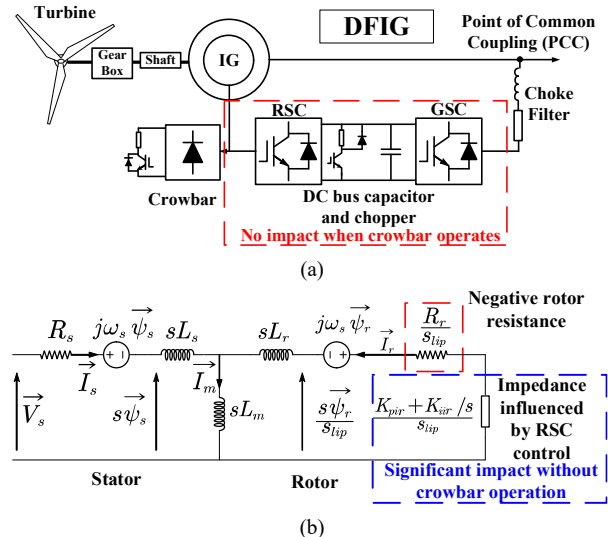 Turbine
DFIG
Point of Common
Coupling (PCC)
Gear
Box
Shaft
IG
Choke
Filter
RSC
GSC
Crowbar
DC bus capacitor
and chopper
No impact when crowbar operates
(a)
Negative rotor
resistance
R_s
jω_s ψ_s
sL_s
sL_r
jω_s ψ_r
I_r
R_r / s_lip
I_s
I_m
V_s
sψ_s
sL_m
sψ_r / s_lip
K_pir + K_iir /s / s_lip
Impedance
influenced
by RSC
control
Significant impact without
crowbar operation
Stator
Rotor
(b)